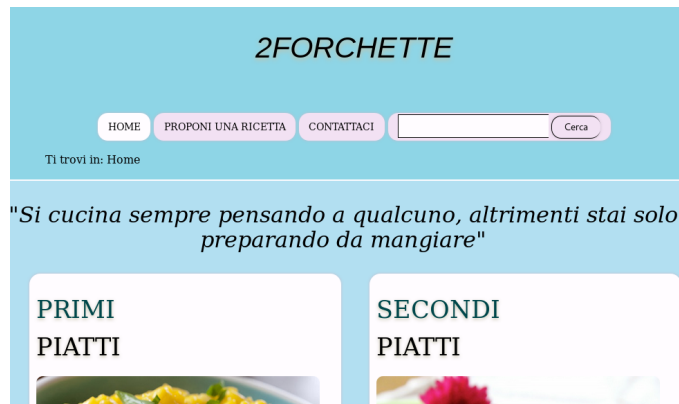 2FORCHETTE
HOME PROPONI UNA RICETTA CONTATTACI Cerca
Ti trovi in: Home
"Si cucina sempre pensando a qualcuno, altrimenti stai solo
preparando da mangiare"
PRIMI
PIATTI
SECONDI
PIATTI